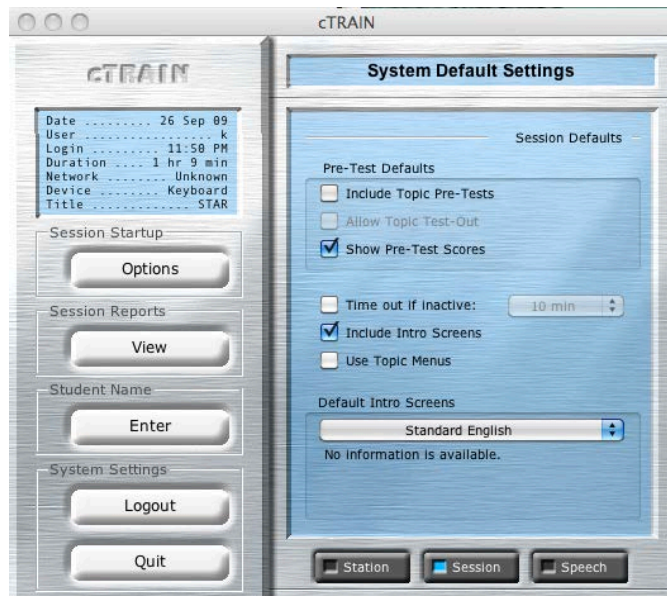 cTRAIN
cTRAIN
Date ......... 26 Sep 09
User ................. k
Login ........ 11:50 PM
Duration .... 1 hr 9 min
Network ........ Unknown
Device ........ Keyboard
Title ............. STAR
Session Startup
Options
Session Reports
View
Student Name
Enter
System Settings
Logout
Quit
System Default Settings
Session Defaults
Pre-Test Defaults
Include Topic Pre-Tests
Allow Topic Test-Out
Show Pre-Test Scores
Time out if inactive: 10 min
Include Intro Screens
Use Topic Menus
Default Intro Screens
Standard English
No information is available.
Station Session Speech